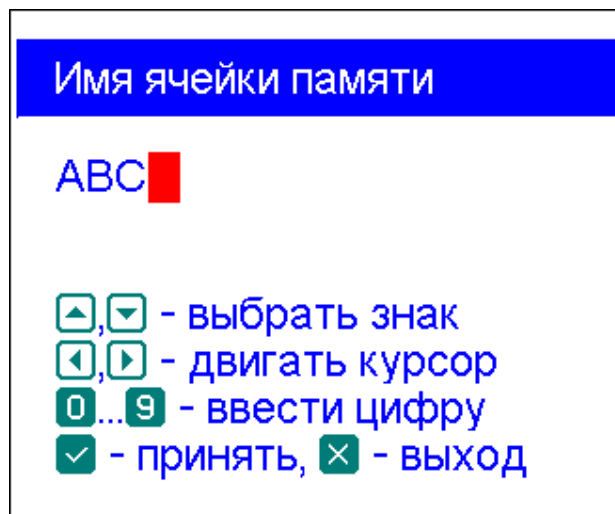 Имя ячейки памяти
ABC
, - выбрать знак
, - двигать курсор
0...9 - ввести цифру
- принять, - выход